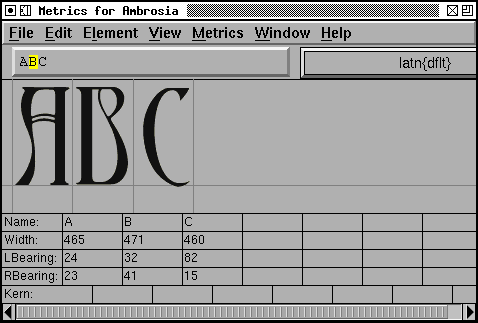 Metrics for Ambrosia
File Edit Element View Metrics Window Help
ABC latn{dflt}
ABC
Name: A B C
Width: 465 471 460
LBearing: 24 32 82
RBearing: 23 41 15
Kern: